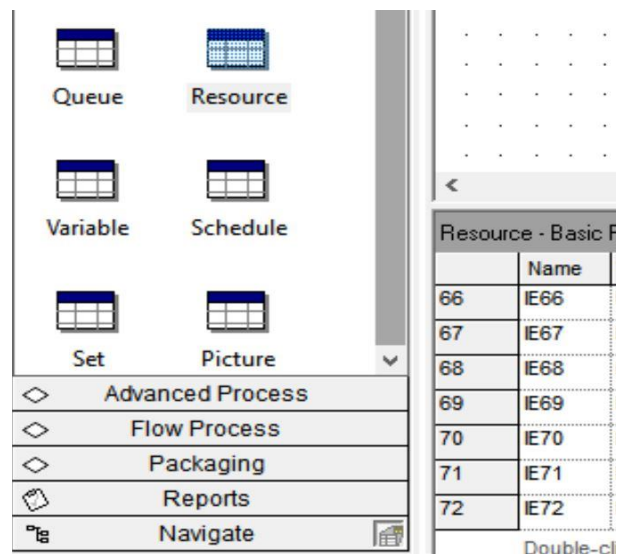 Queue Resource
Variable Schedule
Set Picture
Advanced Process
Flow Process
Packaging
Reports
Navigate
Resource - Basic
Name
66 IE66
67 IE67
68 IE68
69 IE69
70 IE70
71 IE71
72 IE72